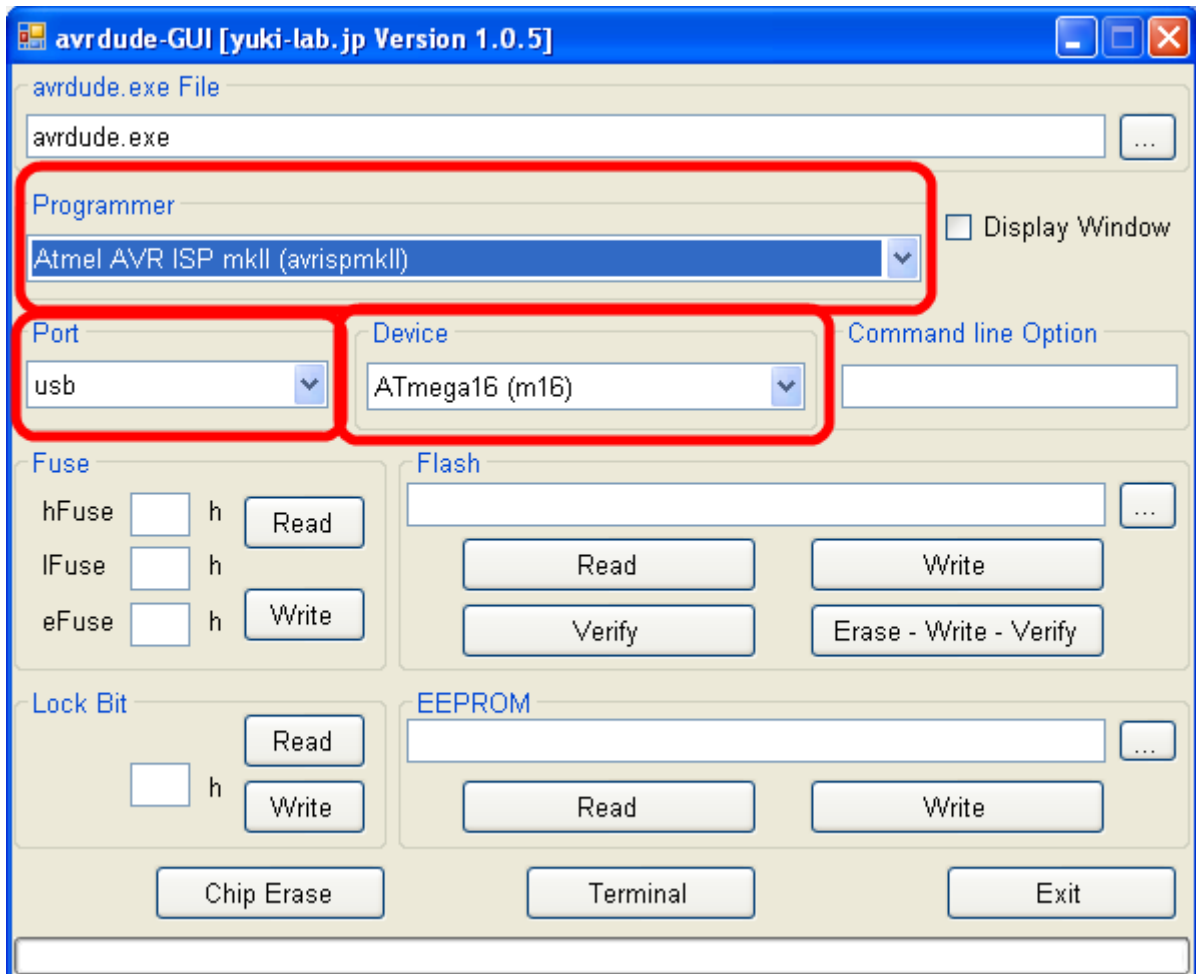 avrdude-GUI [yuki-lab.jp Version 1.0.5]
avrdude.exe File
avrdude.exe
...
Programmer
Atmel AVR ISP mkII (avrispmkII)
Display Window
Port
usb
Device
ATmega16 (m16)
Command line Option
Fuse
hFuse h
Read
lFuse h
eFuse h
Write
Flash
...
Read Write
Verify Erase - Write - Verify
Lock Bit
Read
h
Write
EEPROM
...
Read Write
Chip Erase Terminal Exit